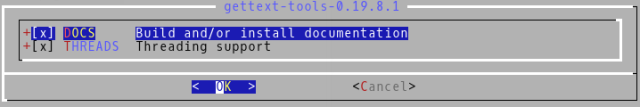 gettext-tools-0.19.8.1
+[x] DOCS Build and/or install documentation
+[x] THREADS Threading support
< OK > <Cancel>